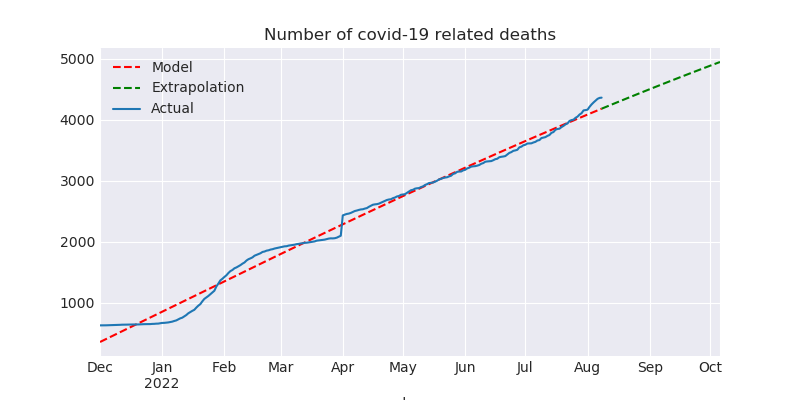 Number of covid-19 related deaths
5000
4000
3000
2000
1000
Model
Extrapolation
Actual
Dec Jan Feb Mar Apr May Jun Jul Aug Sep Oct
2022